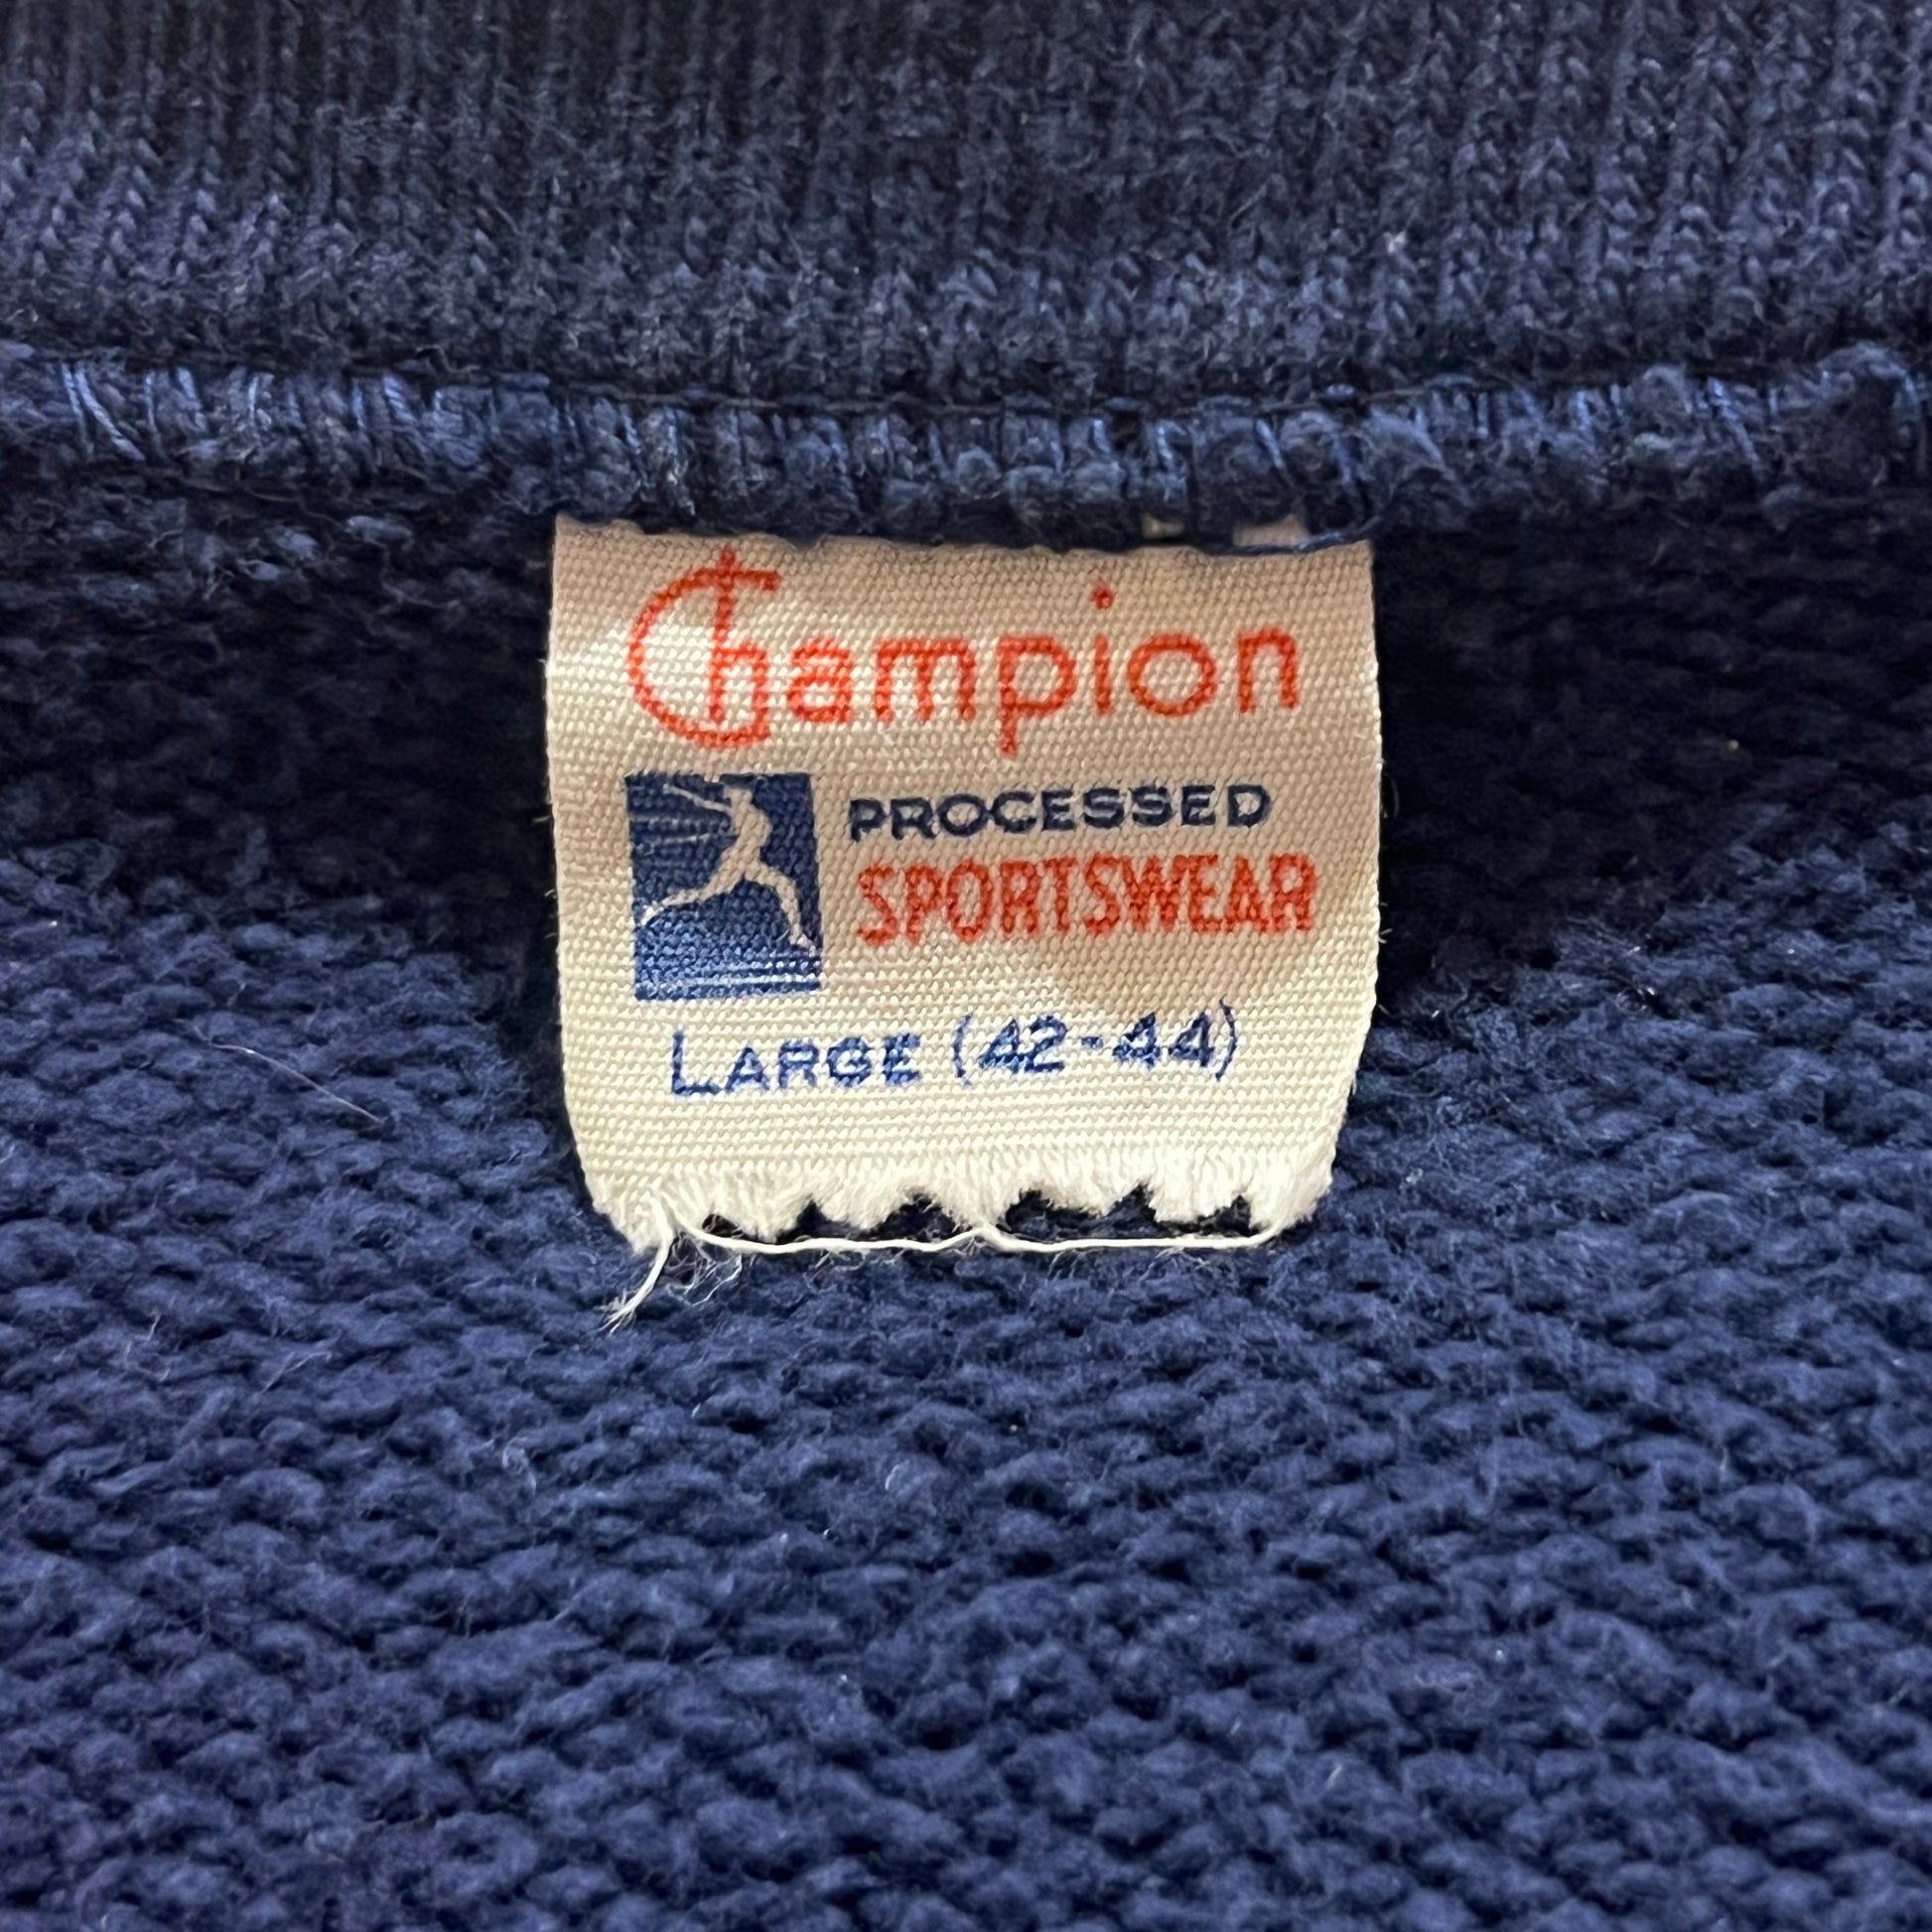 Champion
PROCESSED
SPORTSWEAR
LARGE (42-44)